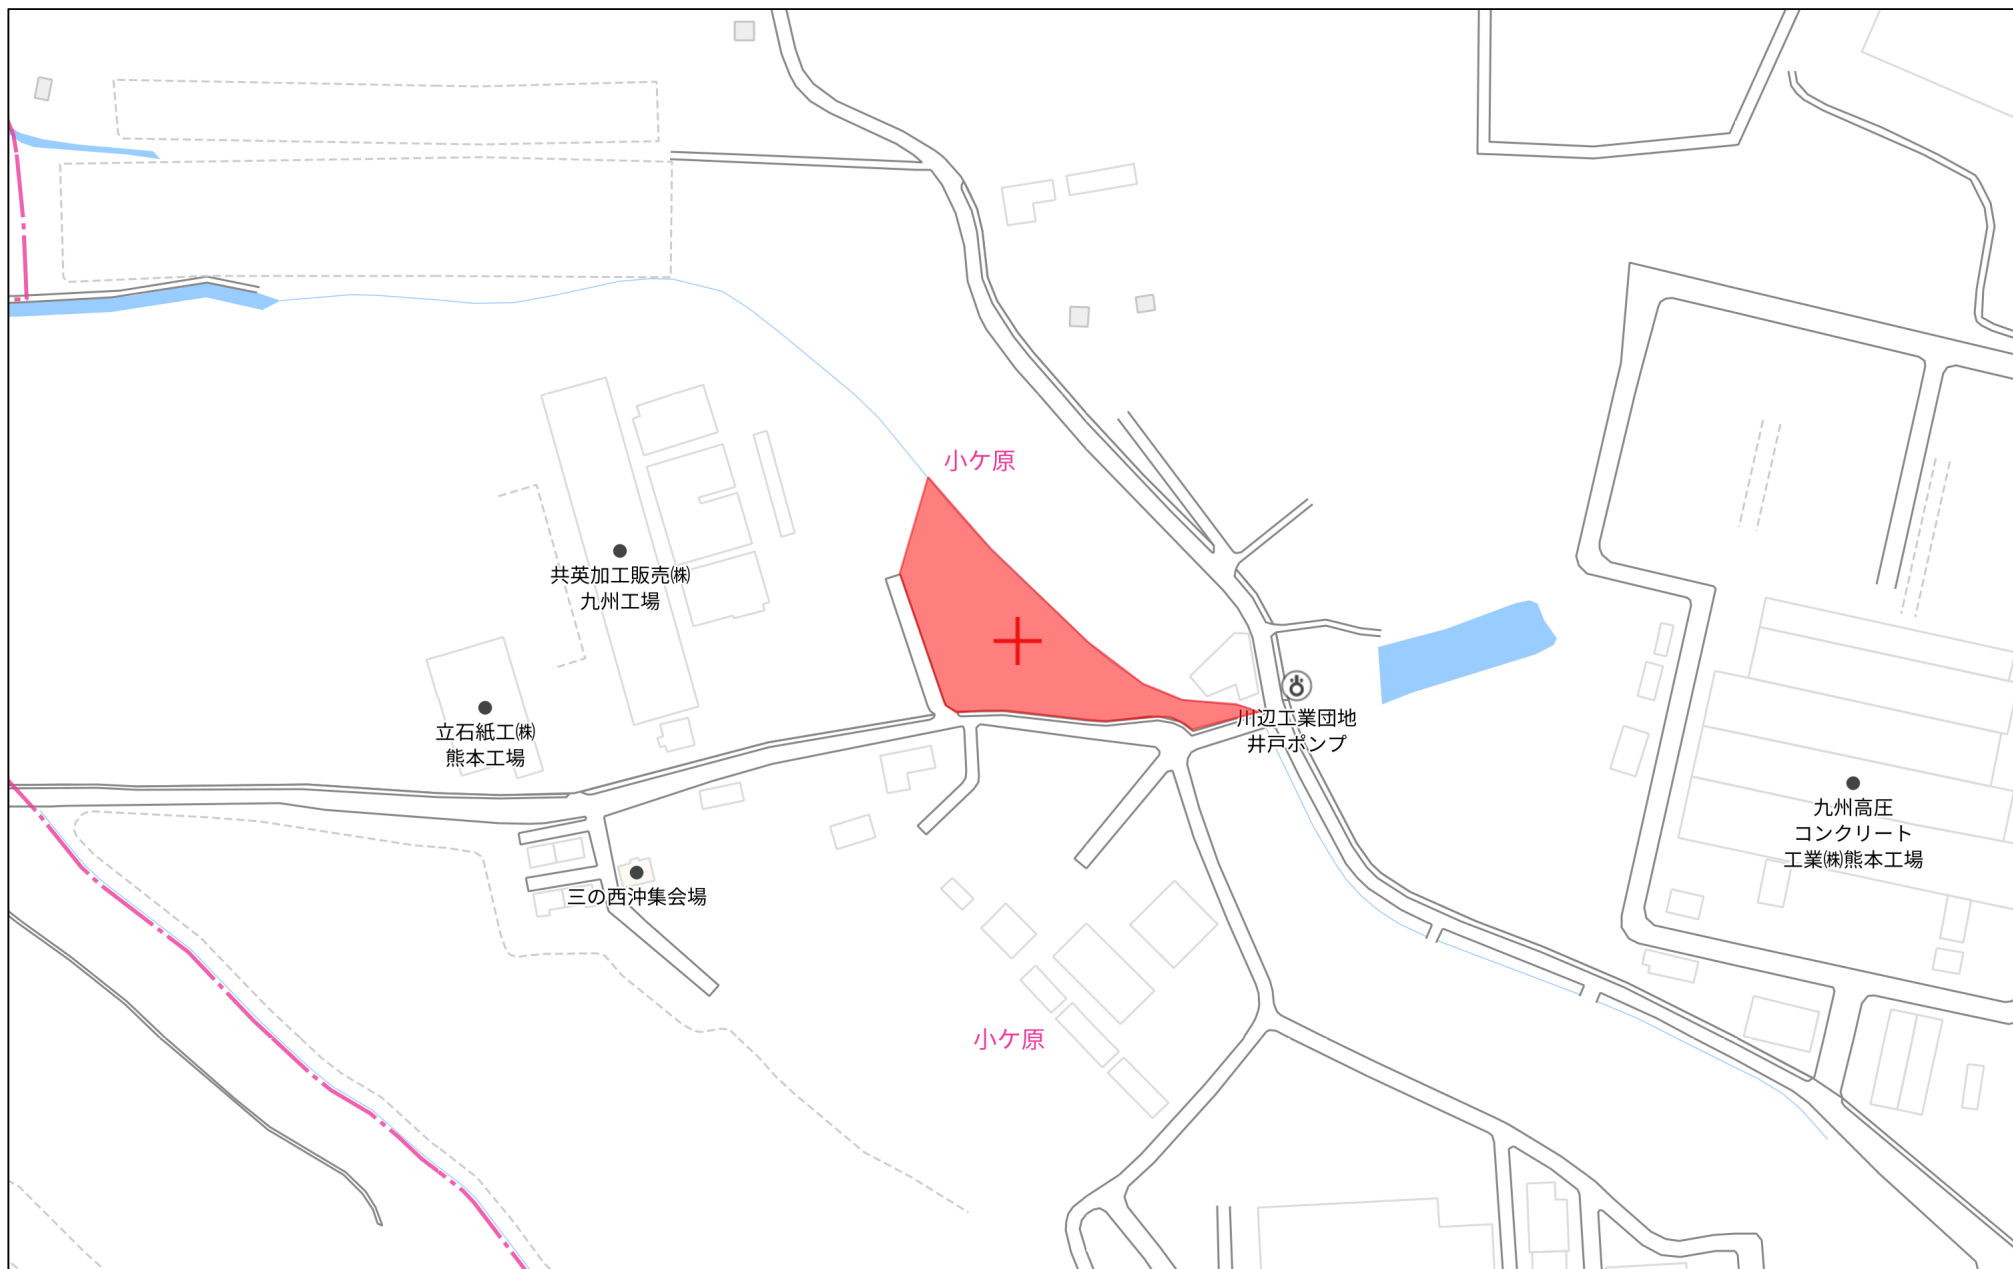 小ケ原
共英加工販売㈱
九州工場
立石紙工㈱
熊本工場
川辺工業団地
井戸ポンプ
九州高圧
コンクリート
工業㈱熊本工場
三の西沖集会場
小ケ原